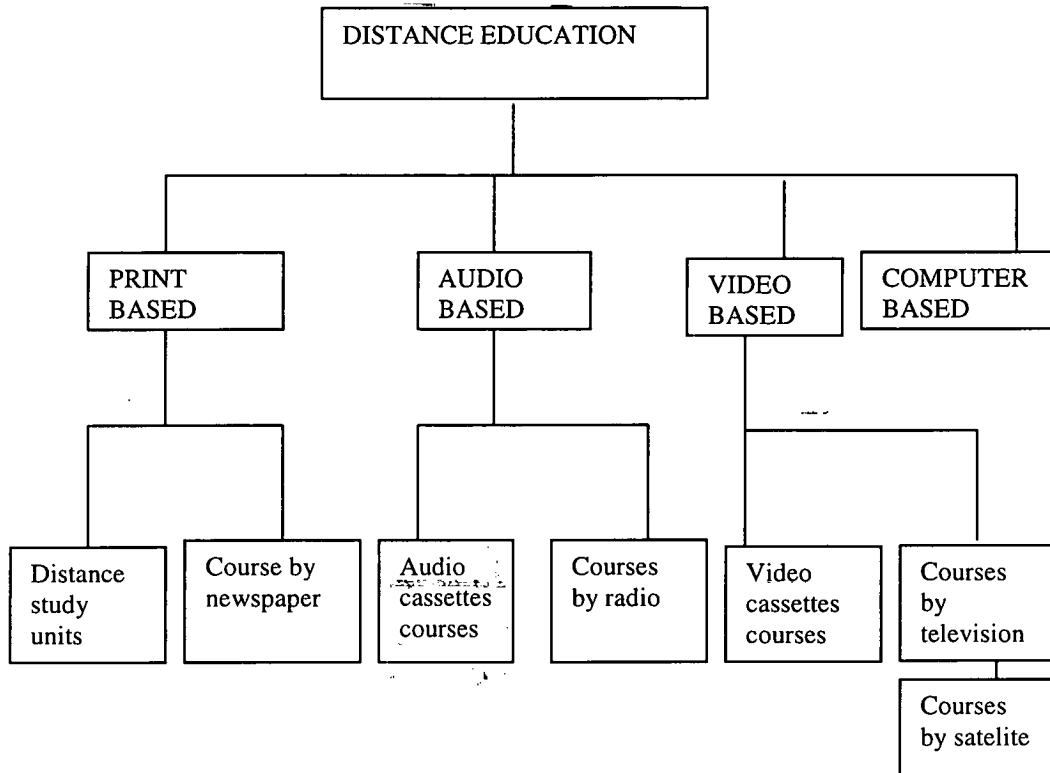 DISTANCE EDUCATION
PRINT
BASED
AUDIO
BASED
VIDEO
BASED
COMPUTER
BASED
Distance
study
units
Course by
newspaper
Audio
cassettes
courses
Courses
by radio
Video
cassettes
courses
Courses
by
television
Courses
by satelite